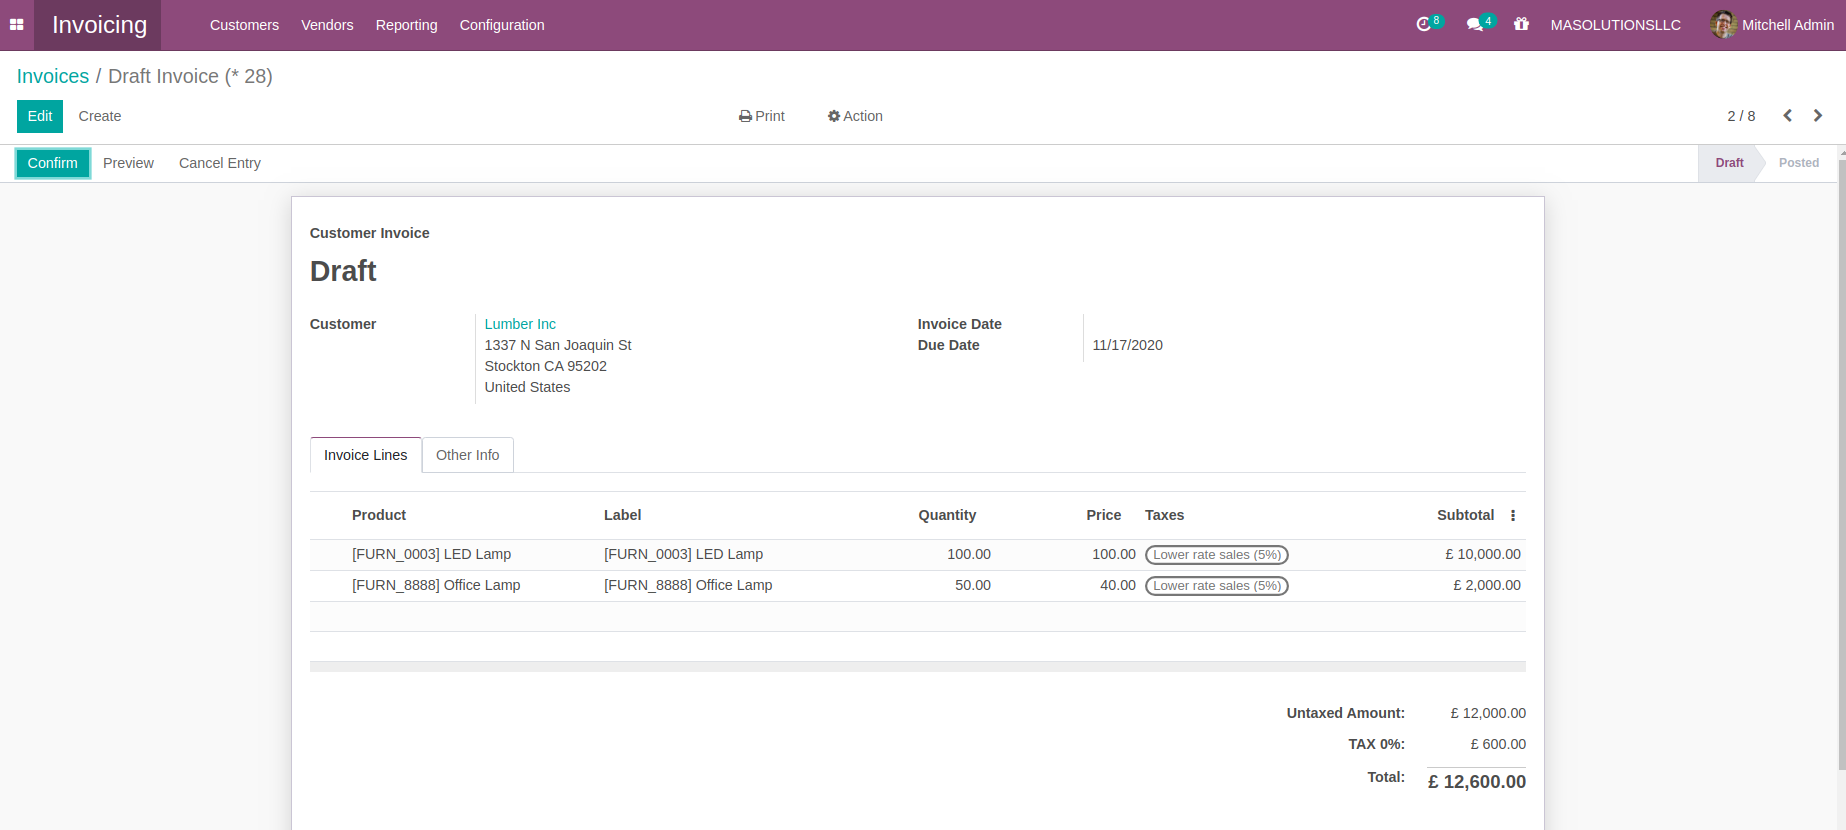 Invoicing Customers Vendors Reporting Configuration 8 4 MASOLUTIONSLLC Mitchell Admin
Invoices / Draft Invoice (* 28)
Edit Create Print Action 2 / 8
Confirm Preview Cancel Entry Draft Posted
Customer Invoice
Draft
Customer Lumber Inc Invoice Date
1337 N San Joaquin St Due Date 11/17/2020
Stockton CA 95202
United States
Invoice Lines Other Info
Product Label Quantity Price Taxes Subtotal
[FURN_0003] LED Lamp [FURN_0003] LED Lamp 100.00 100.00 Lower rate sales (5%) £ 10,000.00
[FURN_8888] Office Lamp [FURN_8888] Office Lamp 50.00 40.00 Lower rate sales (5%) £ 2,000.00
Untaxed Amount: £ 12,000.00
TAX 0%: £ 600.00
Total: £ 12,600.00